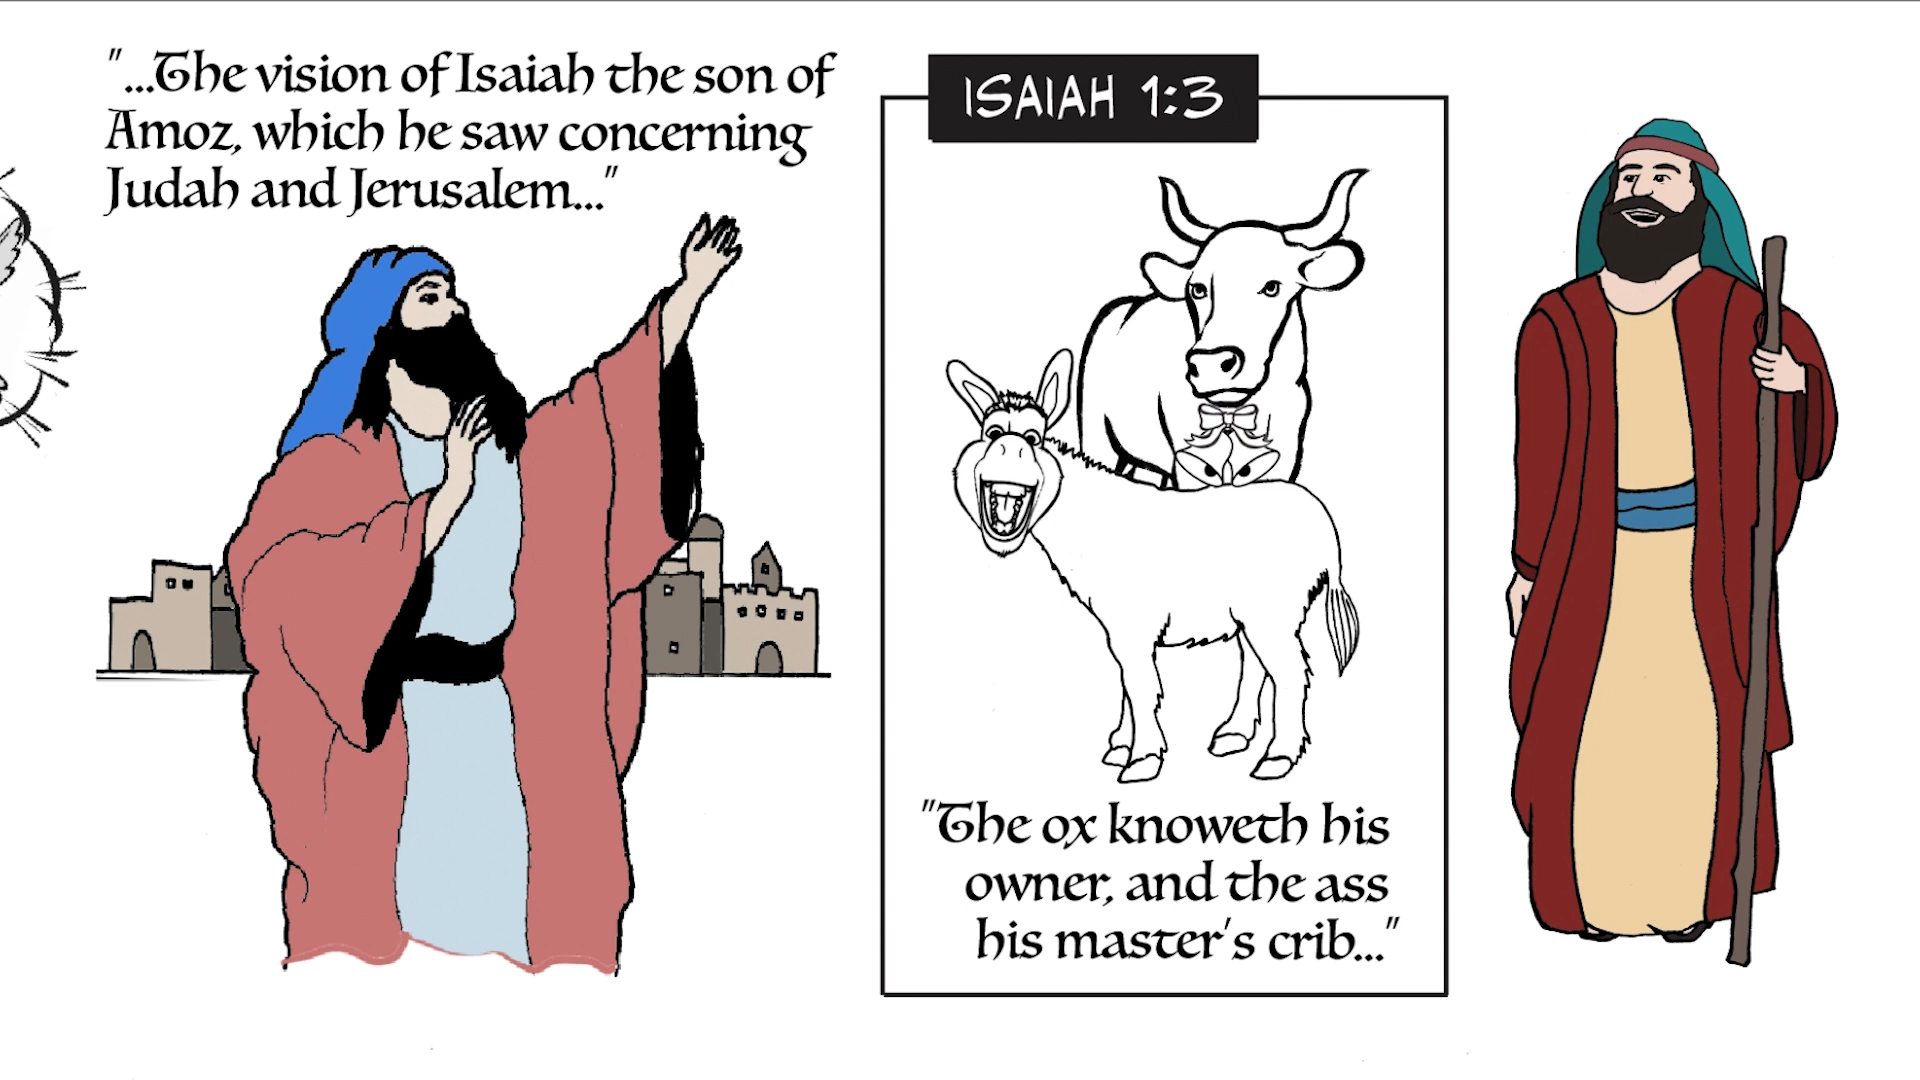 "...The vision of Isaiah the son of
Amoz, which he saw concerning
Judah and Jerusalem..."
ISAIAH 1:3
"The ox knoweth his
owner, and the ass
his master's crib..."